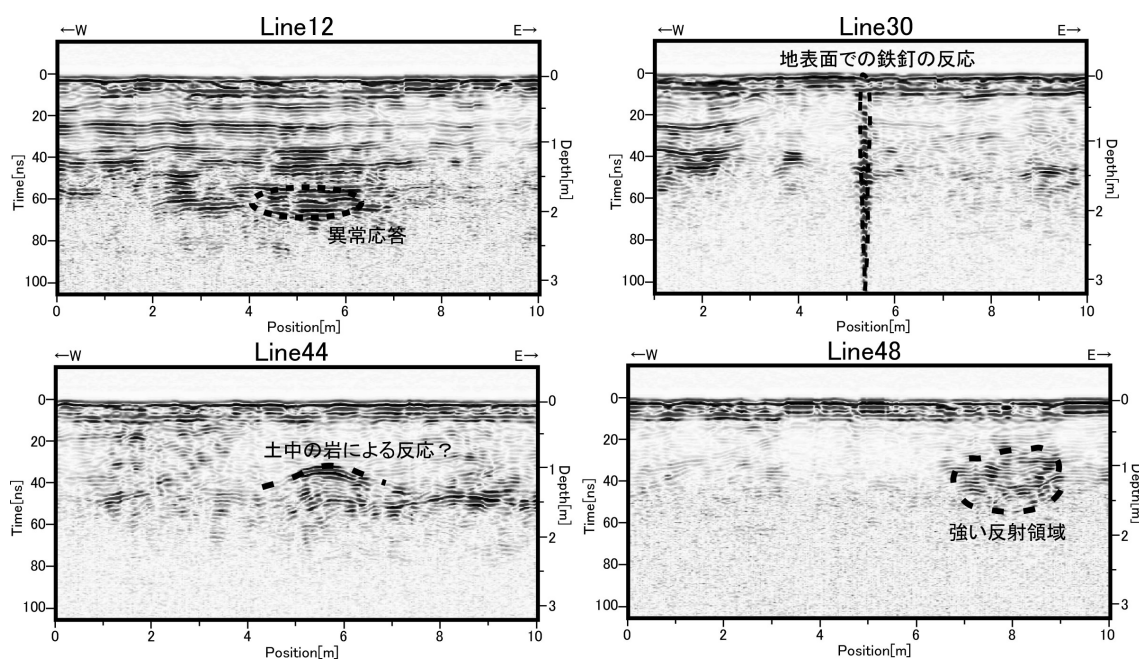 Line12
←W
E→
Time[ns]
0
20
40
60
80
100
0
1
2
3
Depth[m]
異常応答
0
2
4
6
8
10
Position[m]
Line30
←W
E→
地表面での鉄釘の反応
Time[ns]
0
20
40
60
80
100
0
1
2
3
Depth[m]
2
4
6
8
10
Position[m]
Line44
←W
E→
土中の岩による反応？
Time[ns]
0
20
40
60
80
100
0
1
2
3
Depth[m]
0
2
4
6
8
10
Position[m]
Line48
←W
E→
Time[ns]
0
20
40
60
80
100
0
1
2
3
Depth[m]
強い反射領域
0
2
4
6
8
10
Position[m]